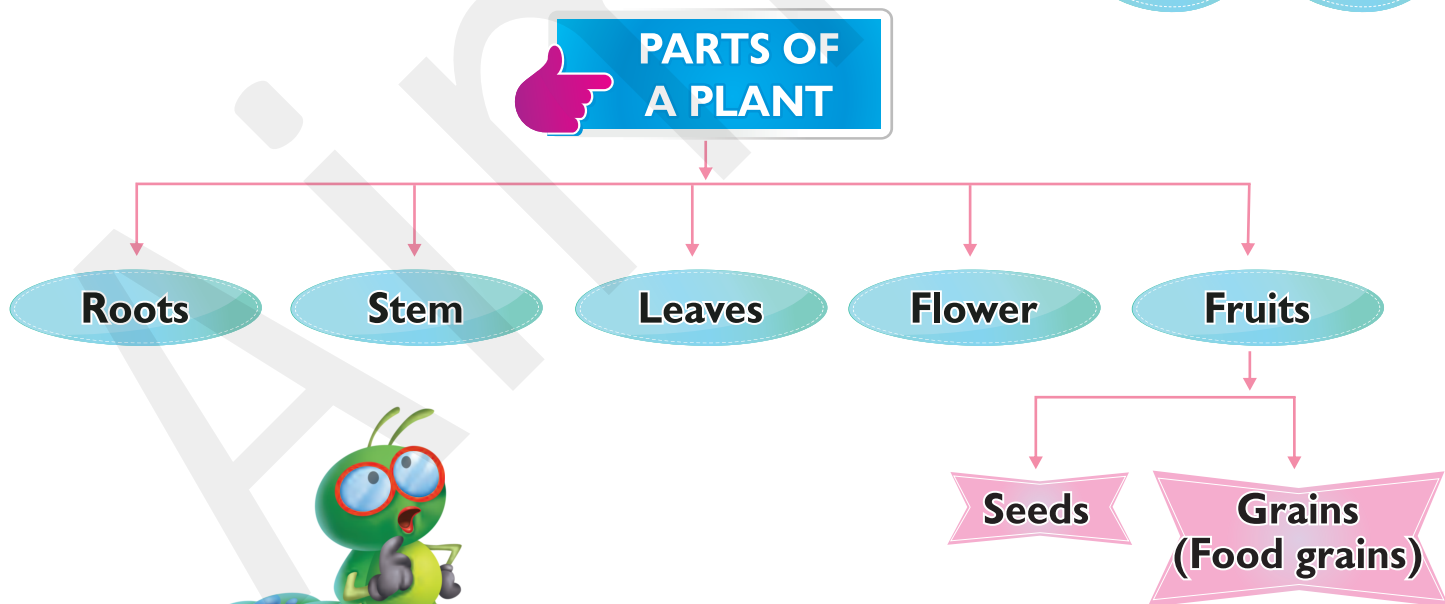 PARTS OF
A PLANT
Roots
Stem
Leaves
Flower
Fruits
Seeds
Grains
(Food grains)